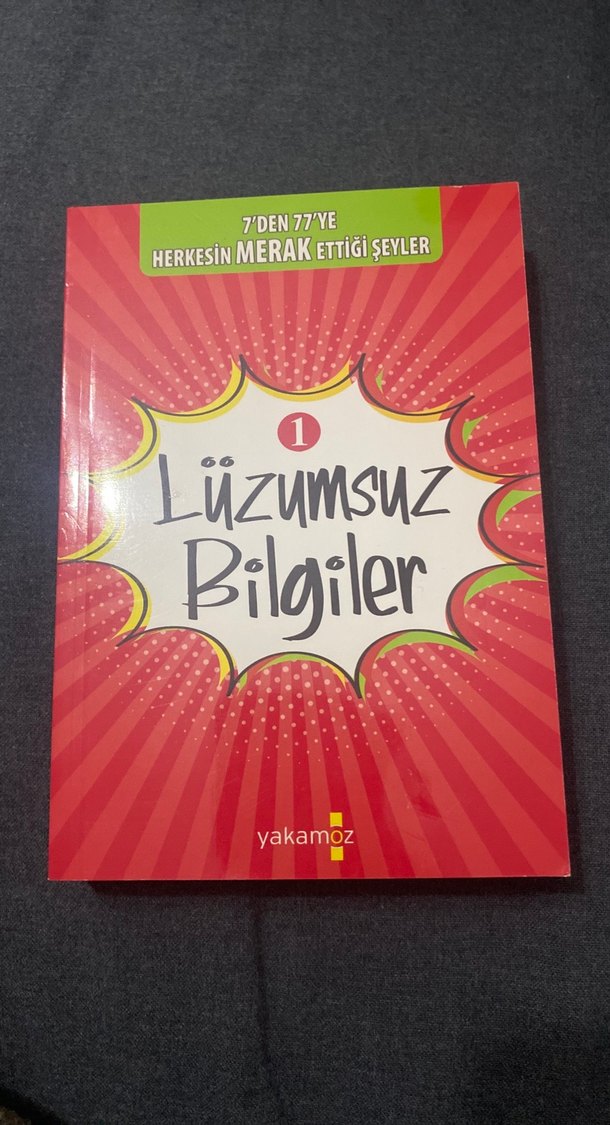 7'DEN 77'YE
HERKESİN MERAK ETTİĞİ ŞEYLER
1
Lüzumsuz
Bilgiler
yakamoz